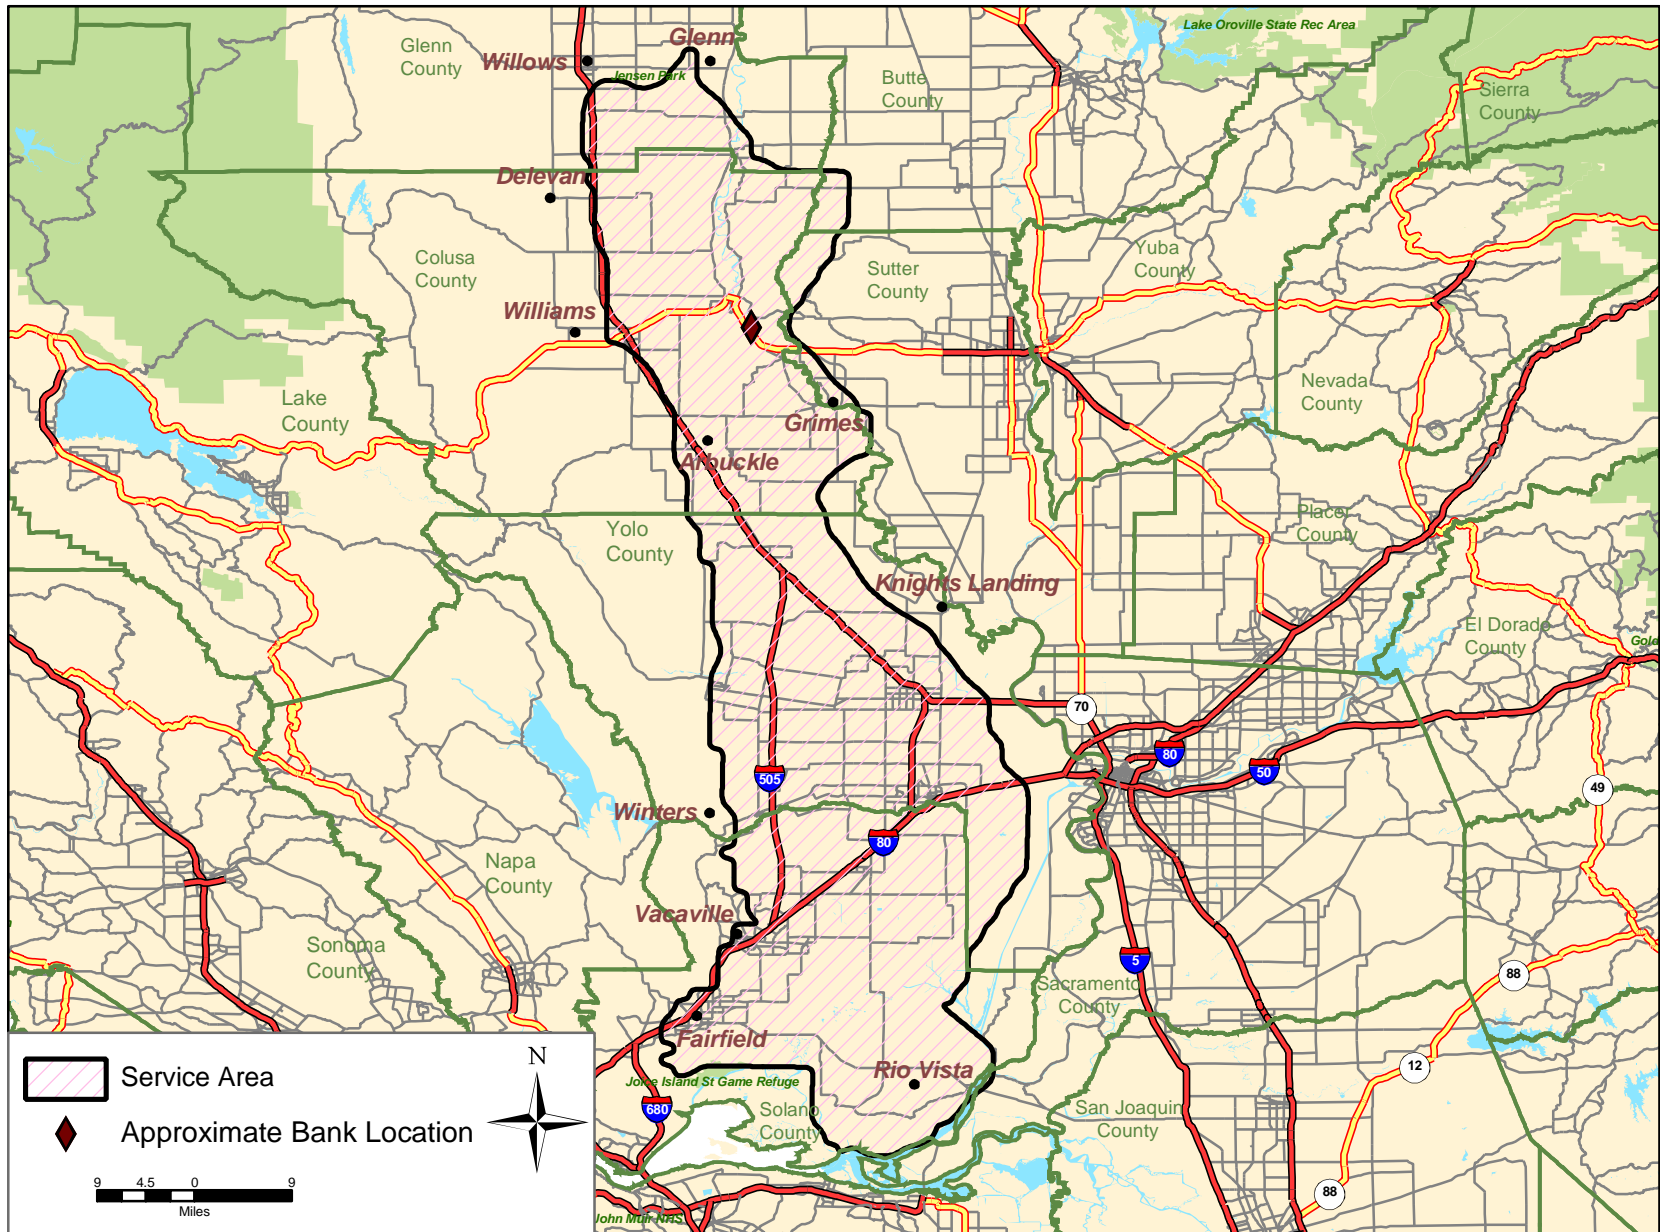 Lake Oroville State Rec Area
Glenn
Glenn
County
Willows
Jensen Park
Butte
County
Sierra
County
Delevan
Colusa
County
Sutter
County
Yuba
County
Williams
Lake
County
Nevada
County
Grimes
Arbuckle
Yolo
County
Placer
County
Knights Landing
El Dorado
County
Gold
70
80
50
505
49
Winters
80
Napa
County
Vacaville
Sonoma
County
5
88
Sacramento
County
Fairfield
Rio Vista
12
Joice Island St Game Refuge
680
Solano
County
San Joaquin
County
88
John Muir NHS
N
Service Area
Approximate Bank Location
9 4.5 0 9
Miles